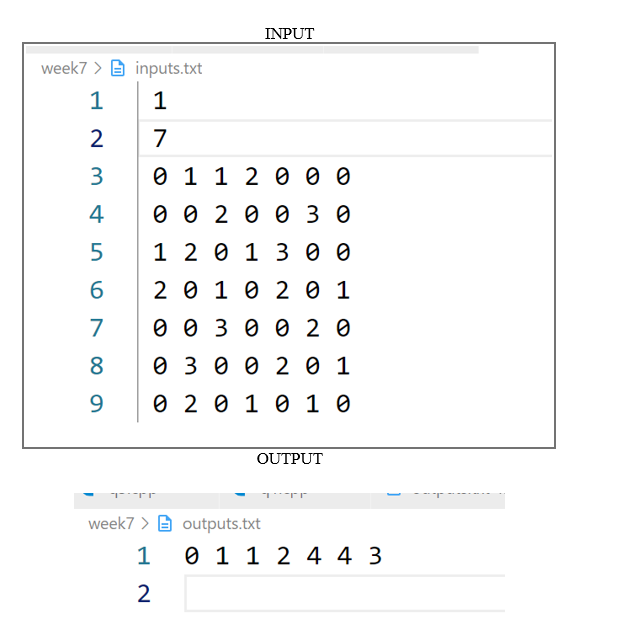 INPUT
week7 > inputs.txt
1 1
2 7
3 0 1 1 2 0 0 0
4 0 0 2 0 0 3 0
5 1 2 0 1 3 0 0
6 2 0 1 0 2 0 1
7 0 0 3 0 0 2 0
8 0 3 0 0 2 0 1
9 0 2 0 1 0 1 0
OUTPUT
week7 > outputs.txt
1 0 1 1 2 4 4 3
2